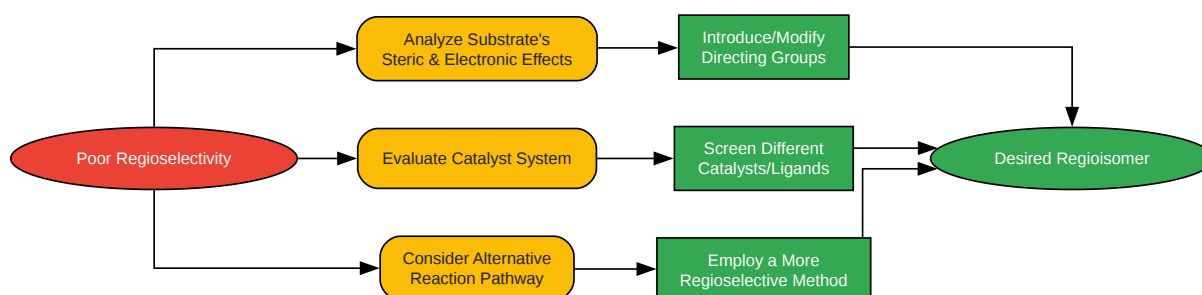 Poor Regioselectivity
Analyze Substrate's
Steric & Electronic Effects
Introduce/Modify
Directing Groups
Evaluate Catalyst System
Screen Different
Catalysts/Ligands
Consider Alternative
Reaction Pathway
Employ a More
Regioselective Method
Desired Regioisomer